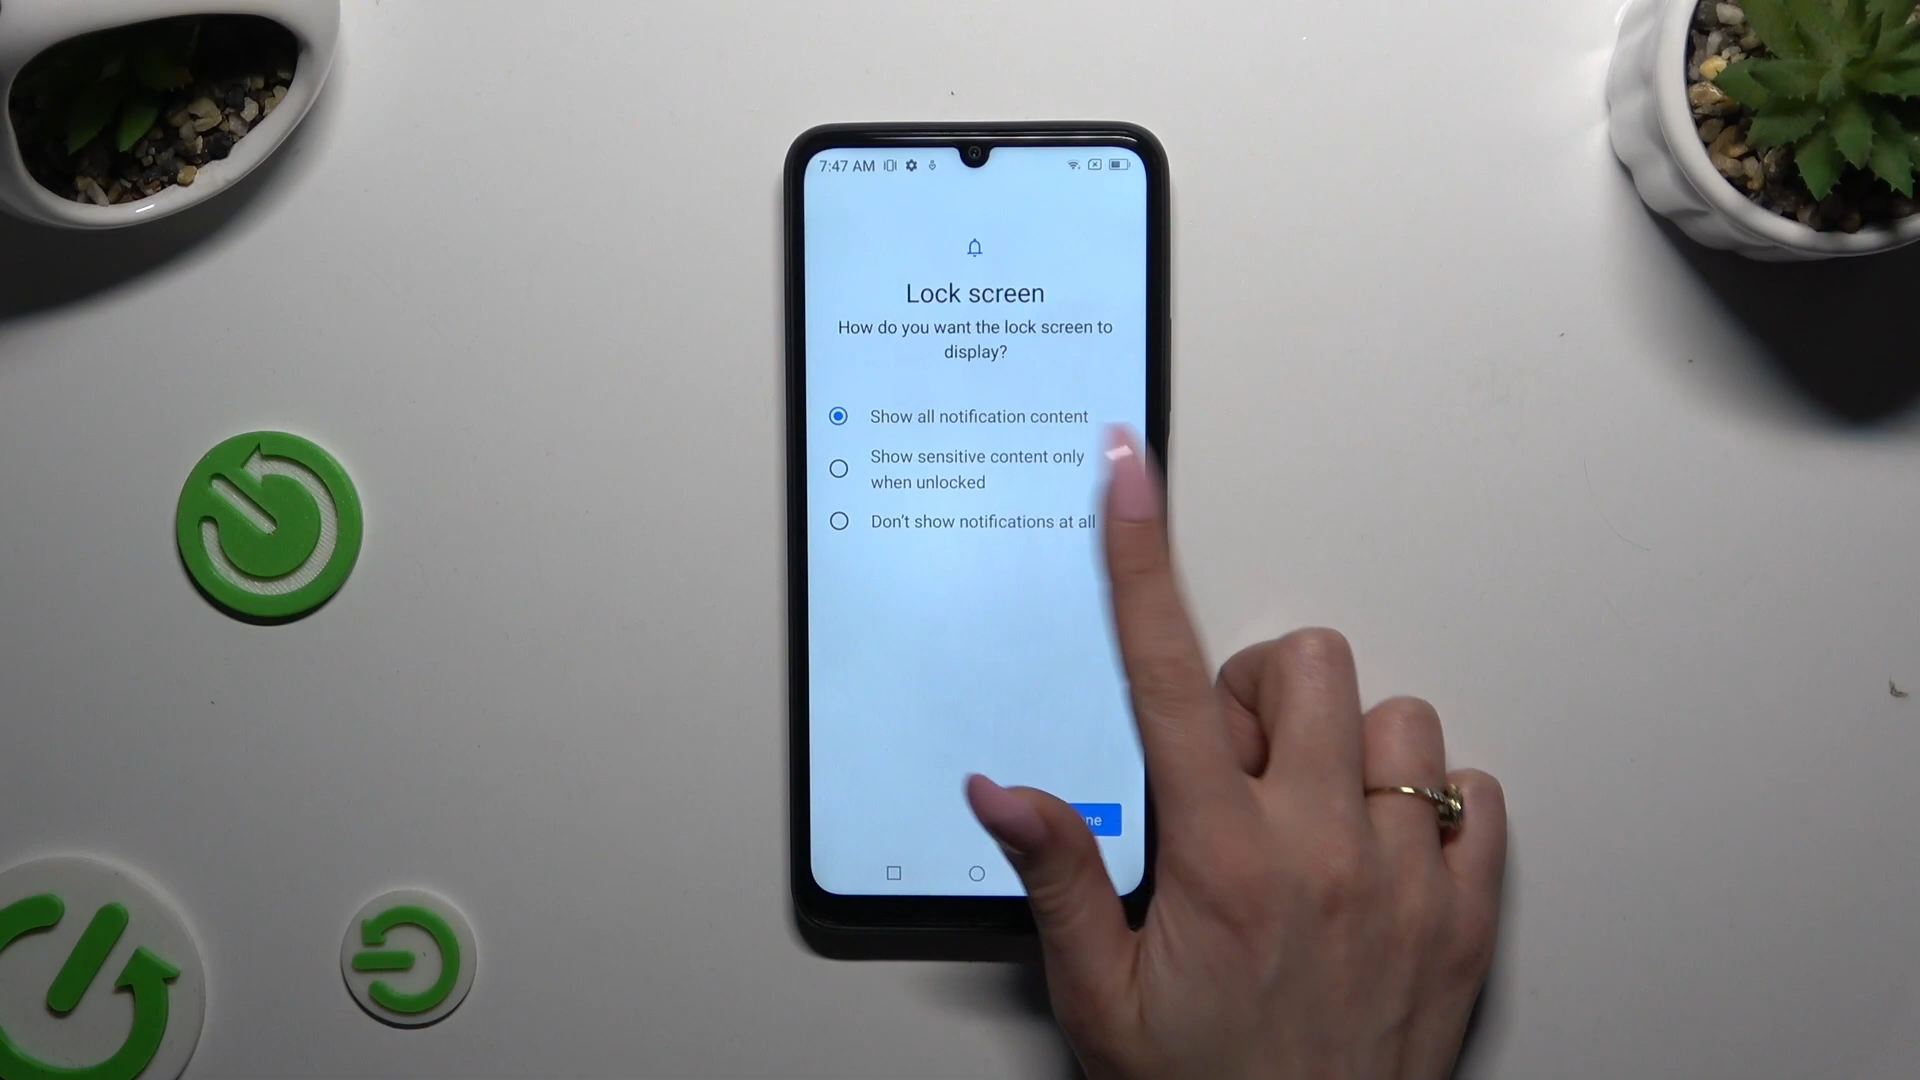 7:47 AM
Lock screen
How do you want the lock screen to
display?
Show all notification content
Show sensitive content only
when unlocked
Don't show notifications at all